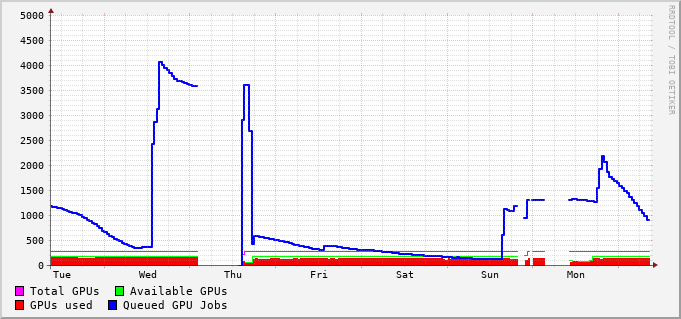 5000
4500
4000
3500
3000
2500
2000
1500
1000
500
0
Tue Wed Thu Fri Sat Sun Mon
Total GPUs Available GPUs
GPUs used Queued GPU Jobs
RRDTOOL / TOBI OETIKER